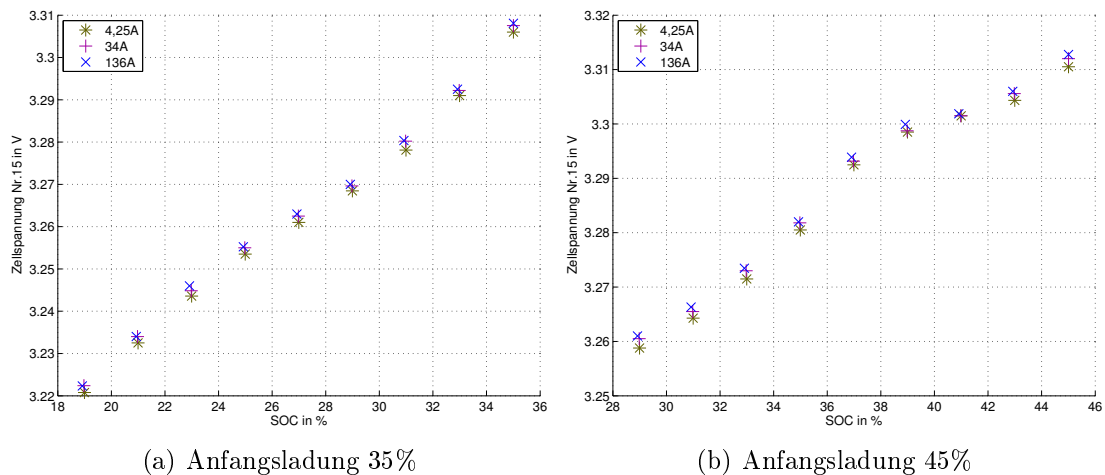 3.31
3.3
3.29
3.28
3.27
3.26
3.25
3.24
3.23
3.22
18 20 22 24 26 28 30 32 34 36
SOC in %
Zellspannung Nr.15 in V
4,25A
34A
136A
(a) Anfangsladung 35%
3.32
3.31
3.3
3.29
3.28
3.27
3.26
3.25
28 30 32 34 36 38 40 42 44 46
SOC in %
Zellspannung Nr.15 in V
4,25A
34A
136A
(b) Anfangsladung 45%